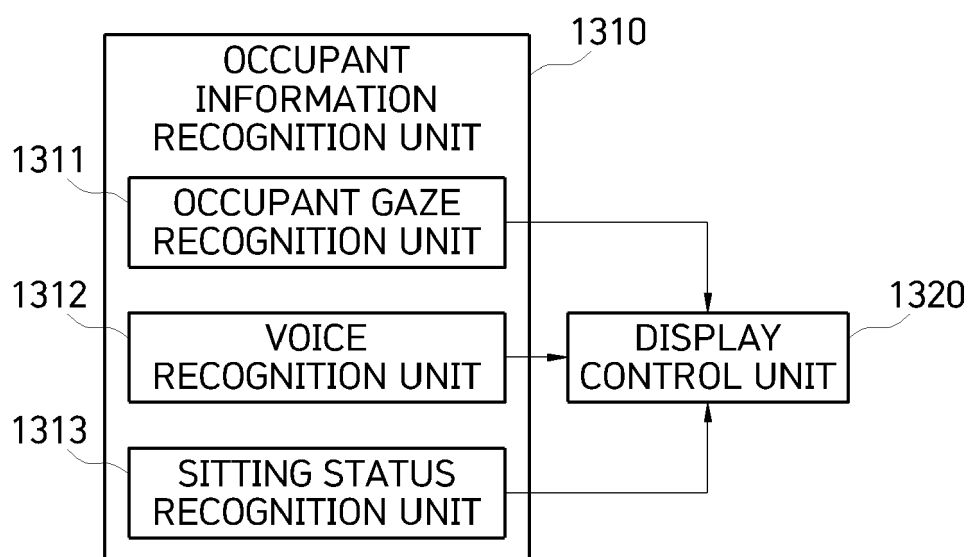 1310
OCCUPANT
INFORMATION
RECOGNITION UNIT
1311
OCCUPANT GAZE
RECOGNITION UNIT
1312
VOICE
RECOGNITION UNIT
1320
DISPLAY
CONTROL UNIT
1313
SITTING STATUS
RECOGNITION UNIT